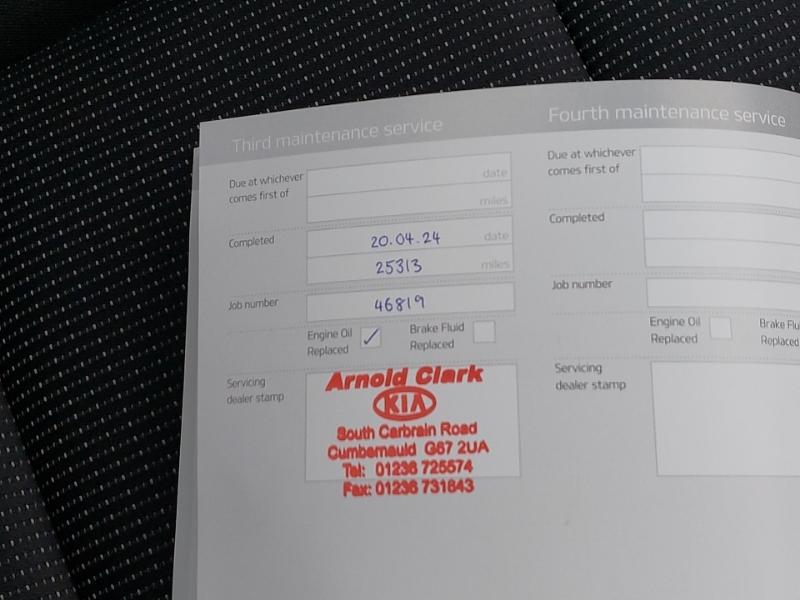 Third maintenance service
Due at whichever
comes first of
date
miles
Completed
20.04.24 date
25313 miles
Job number
46819
Engine Oil
Replaced
Brake Fluid
Replaced
Servicing
dealer stamp
Arnold Clark
KIA
South Carbrain Road
Cumbernauld G67 2UA
Tel: 01236 725574
Fax: 01236 731643
Fourth maintenance service
Due at whichever
comes first of
Completed
Job number
Engine Oil
Replaced
Brake Flu
Replaced
Servicing
dealer stamp